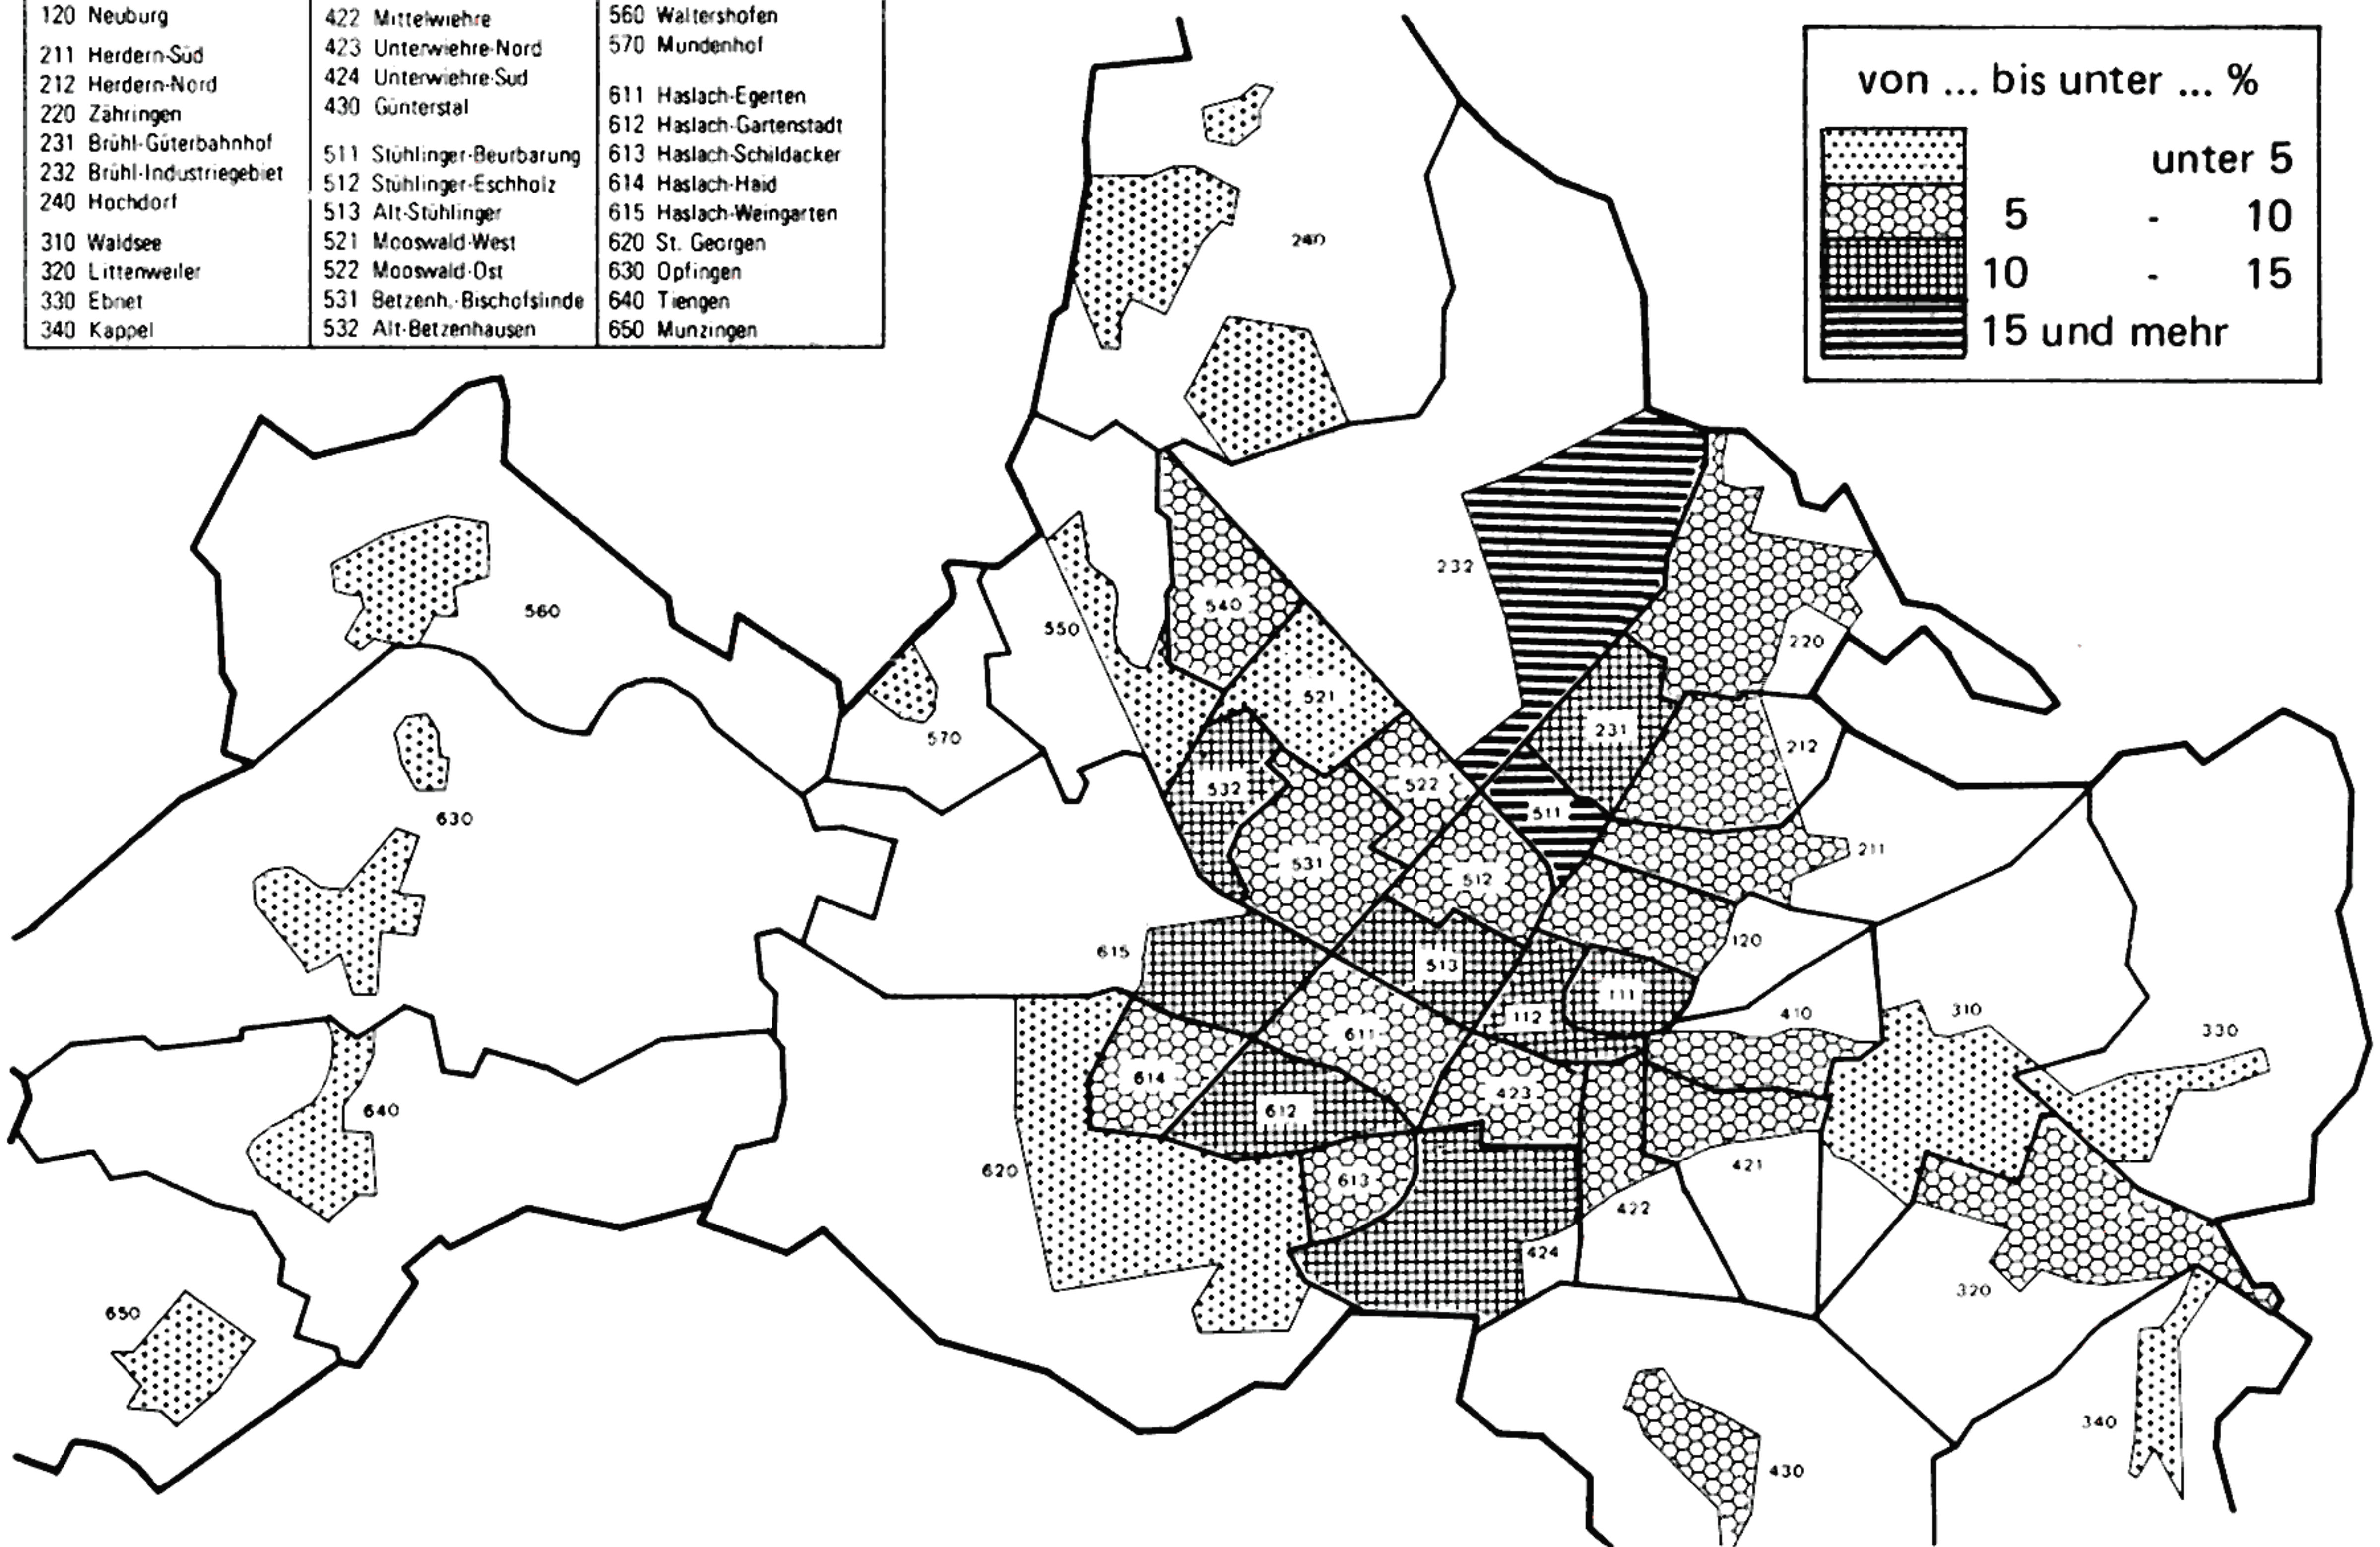 120 Neuburg
211 Herdern-Süd
212 Herdern-Nord
220 Zähringen
231 Brühl-Güterbahnhof
232 Brühl-Industriegebiet
240 Hochdorf
310 Waldsee
320 Littenweiler
330 Ebnet
340 Kappel
422 Mittelwiehre
423 Unterwiehre-Nord
424 Unterwiehre-Süd
430 Günterstal
511 Stühlinger-Beurbarung
512 Stühlinger-Eschholz
513 Alt-Stühlinger
521 Mooswald-West
522 Mooswald-Ost
531 Betzenh.-Bischofslinde
532 Alt-Betzenhausen
560 Waltershofen
570 Mundenhof
611 Haslach-Egerten
612 Haslach-Gartenstadt
613 Haslach-Schildacker
614 Haslach-Haid
615 Haslach-Weingarten
620 St. Georgen
630 Opfingen
640 Tiengen
650 Munzingen
von ... bis unter ... %
unter 5
5 - 10
10 - 15
15 und mehr
240
232
560
540
550
220
521
570
231
212
532
522
511
630
531
211
512
120
615
513
111
112
410
310
330
611
614
423
640
612
421
620
613
422
424
320
650
340
430